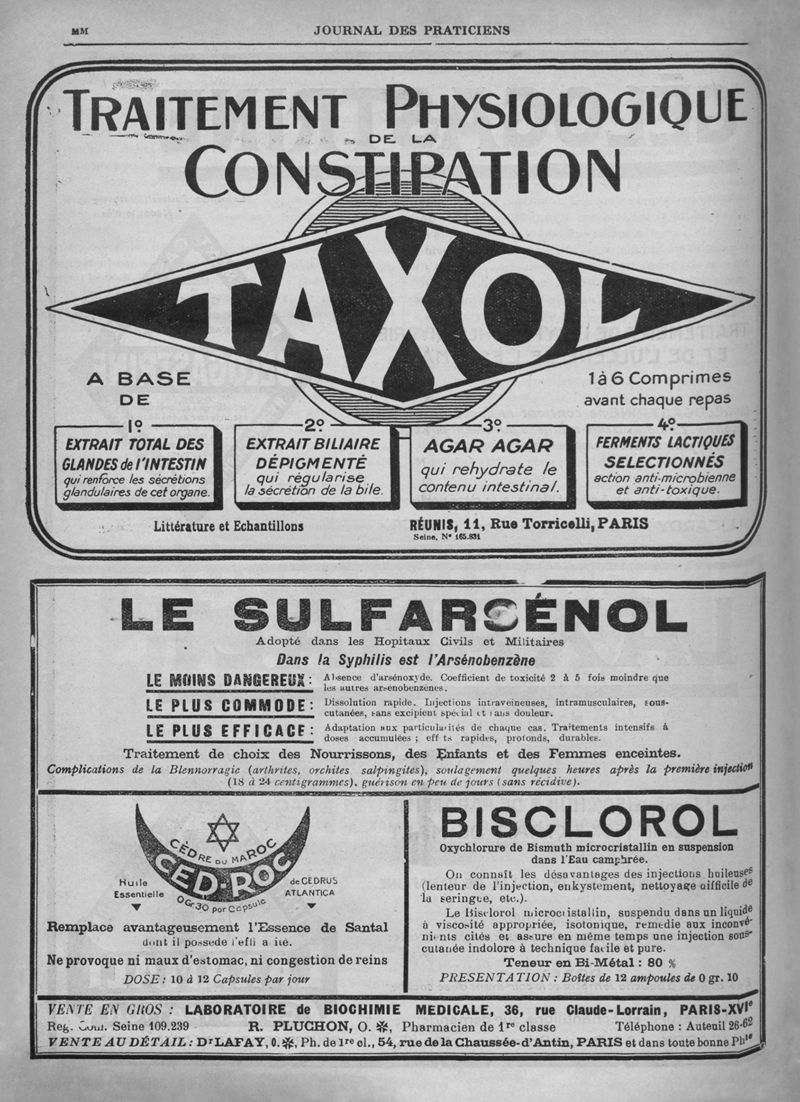 MM
JOURNAL DES PRATICIENS
TRAITEMENT PHYSIOLOGIQUE
DE LA
CONSTIPATION
TAXOL
A BASE
DE
1 à 6 Comprimes
avant chaque repas
1º
EXTRAIT TOTAL DES
GLANDES de l'INTESTIN
qui renforce les sécrétions
glandulaires de cet organe.
2º
EXTRAIT BILIAIRE
DÉPIGMENTÉ
qui régularise
la sécrétion de la bile.
3º
AGAR AGAR
qui rehydrate le
contenu intestinal.
4º
FERMENTS LACTIQUES
SELECTIONNÉS
action anti-microbienne
et anti-toxique.
Littérature et Echantillons
RÉUNIS, 11, Rue Torricelli, PARIS
Seine, Nº 165.831
LE SULFARSÉNOL
Adopté dans les Hopitaux Civils et Militaires
Dans la Syphilis est l'Arsénobenzène
LE MOINS DANGEREUX : Absence d'arsénoxyde. Coefficient de toxicité 2 à 5 fois moindre que
les autres arsénobenzènes.
LE PLUS COMMODE : Dissolution rapide. Injections intraveineuses, intramusculaires, sous-
cutanées, sans excipient spécial et sans douleur.
LE PLUS EFFICACE : Adaptation aux particularités de chaque cas. Traitements intensifs à
doses accumulées ; effets rapides, profonds, durables.
Traitement de choix des Nourrissons, des Enfants et des Femmes enceintes.
Complications de la Blennorragie (arthrites, orchites, salpingites), soulagement quelques heures après la première injection
(18 à 24 centigrammes), guérison en peu de jours (sans récidive).
CÈDRE DU MAROC
CED-ROC
0 Gr.30 par Capsule
Huile
Essentielle
de CEDRUS
ATLANTICA
Remplace avantageusement l'Essence de Santal
dont il possède l'efficacité.
Ne provoque ni maux d'estomac, ni congestion de reins
DOSE : 10 à 12 Capsules par jour
BISCLOROL
Oxychlorure de Bismuth microcristallin en suspension
dans l'Eau camphrée.
On connaît les désavantages des injections huileuses
(lenteur de l'injection, enkystement, nettoyage difficile de
la seringue, etc.).
Le Bisclorol microcristallin, suspendu dans un liquide
à viscosité appropriée, isotonique, remédie aux inconvé-
nients cités et assure en même temps une injection sous-
cutanée indolore à technique facile et pure.
Teneur en Bi-Métal : 80 %
PRESENTATION : Boîtes de 12 ampoules de 0 gr. 10
VENTE EN GROS : LABORATOIRE de BIOCHIMIE MEDICALE, 36, rue Claude-Lorrain, PARIS-XVIe
Reg. Com. Seine 109.239 R. PLUCHON, O. ✻, Pharmacien de 1re classe Téléphone : Auteuil 26-62
VENTE AU DÉTAIL : Dr LAFAY, O. ✻, Ph. de 1re cl., 54, rue de la Chaussée-d'Antin, PARIS et dans toute bonne Phie